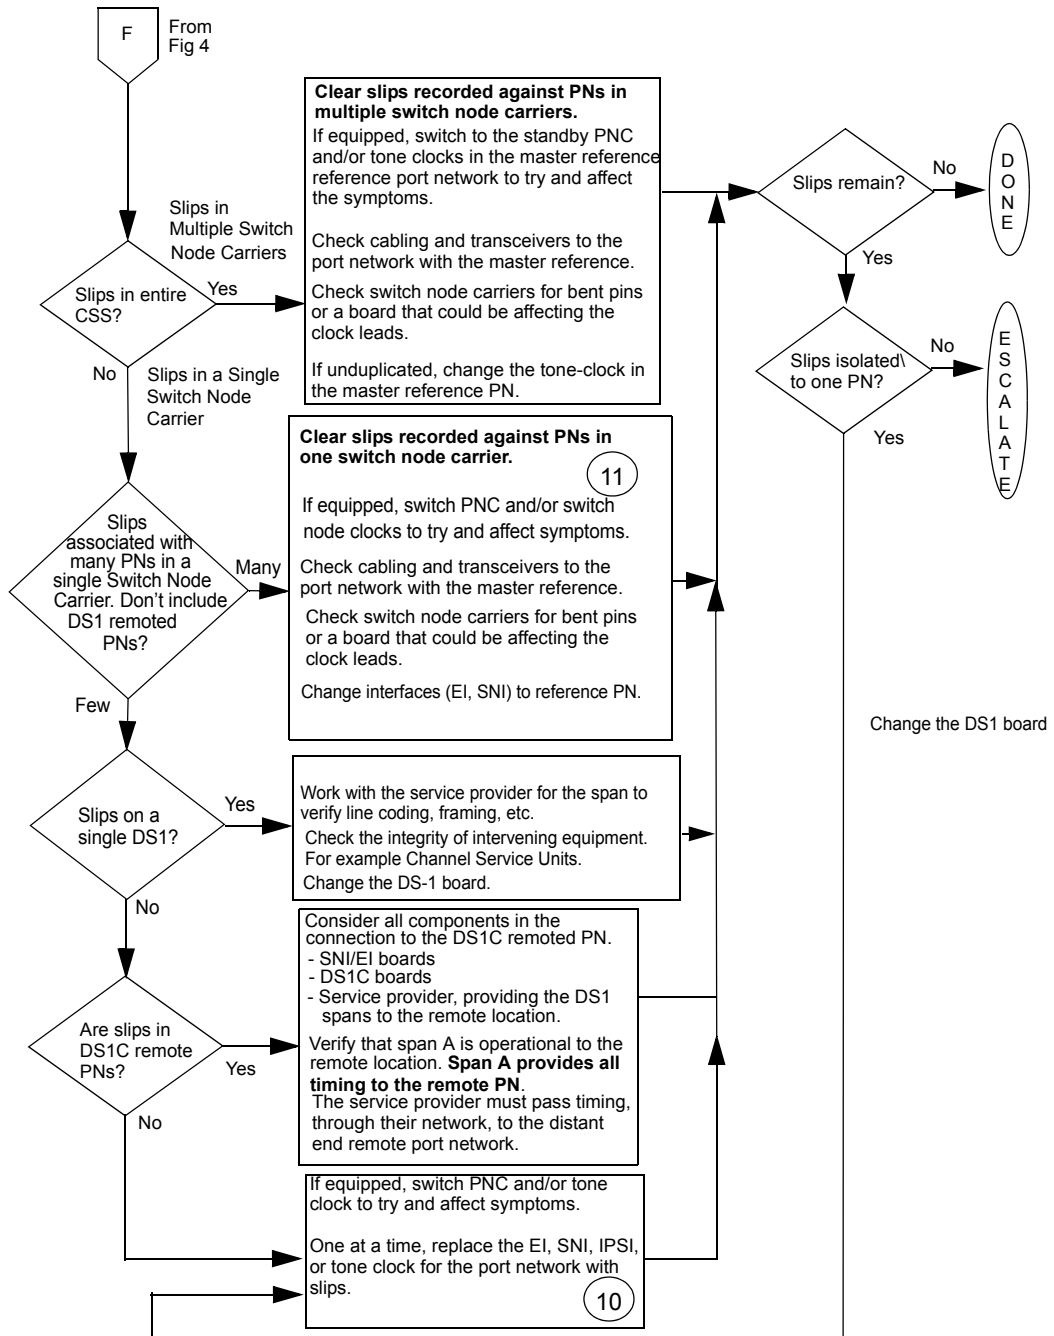 F
From
Fig 4
Clear slips recorded against PNs in
multiple switch node carriers.
If equipped, switch to the standby PNC
and/or tone clocks in the master reference
reference port network to try and affect
the symptoms.
Check cabling and transceivers to the
port network with the master reference.
Check switch node carriers for bent pins
or a board that could be affecting the
clock leads.
If unduplicated, change the tone-clock in
the master reference PN.
Slips in
Multiple Switch
Node Carriers
Slips in entire
CSS?
Yes
No
Slips in a Single
Switch Node
Carrier
Slips remain?
No
DONE
Yes
Slips isolated\
to one PN?
No
ESCALATE
Yes
Clear slips recorded against PNs in
one switch node carrier.
11
If equipped, switch PNC and/or switch
node clocks to try and affect symptoms.
Check cabling and transceivers to the
port network with the master reference.
Check switch node carriers for bent pins
or a board that could be affecting the
clock leads.
Change interfaces (EI, SNI) to reference PN.
Slips
associated with
many PNs in a
single Switch Node
Carrier. Don't include
DS1 remoted
PNs?
Many
Few
Change the DS1 board
Slips on a
single DS1?
Yes
Work with the service provider for the span to
verify line coding, framing, etc.
Check the integrity of intervening equipment.
For example Channel Service Units.
Change the DS-1 board.
No
Consider all components in the
connection to the DS1C remoted PN.
- SNI/EI boards
- DS1C boards
- Service provider, providing the DS1
spans to the remote location.
Verify that span A is operational to the
remote location. Span A provides all
timing to the remote PN.
The service provider must pass timing,
through their network, to the distant
end remote port network.
Are slips in
DS1C remote
PNs?
Yes
No
If equipped, switch PNC and/or tone
clock to try and affect symptoms.
One at a time, replace the EI, SNI, IPSI,
or tone clock for the port network with
slips.
10